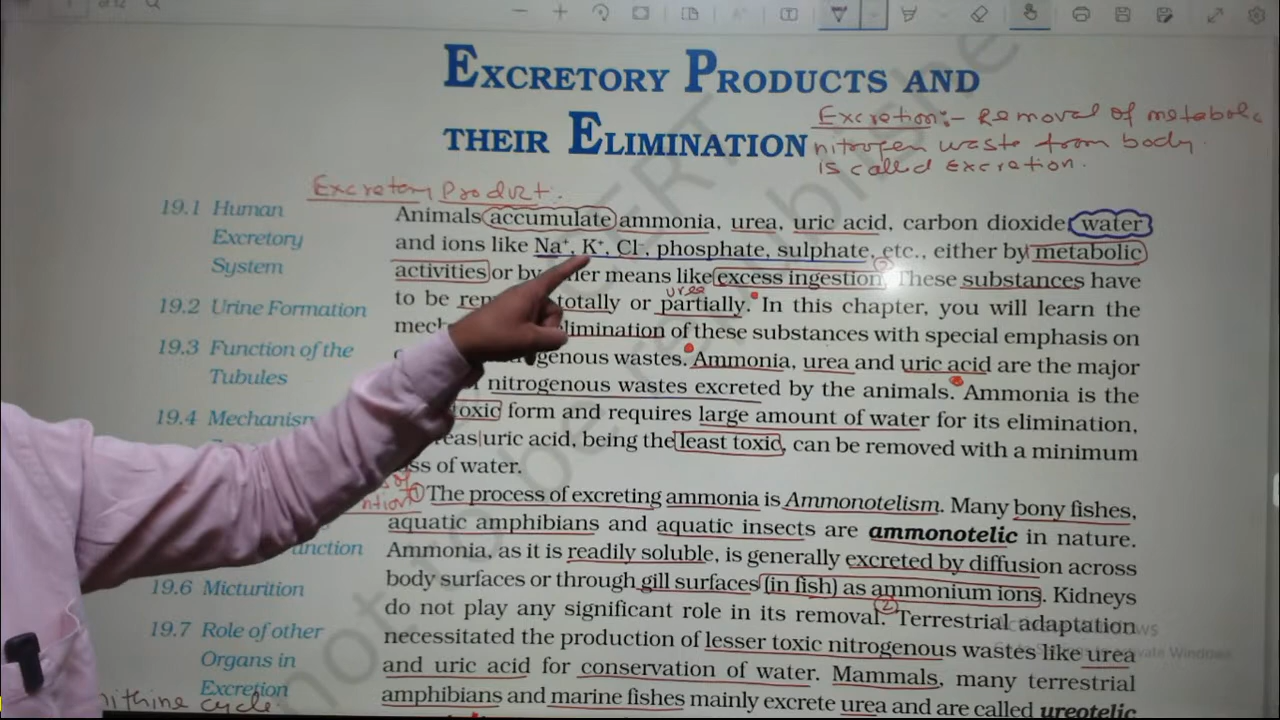 EXCRETORY PRODUCTS AND
THEIR ELIMINATION
Excretion:- Removal of metabolic
nitrogen waste from body
is called Excretion.
Excretory Product:
19.1 Human
Excretory
System
19.2 Urine Formation
19.3 Function of the
Tubules
19.4 Mechanism
19.6 Micturition
19.7 Role of other
Organs in
Excretion
cycle
Animals accumulate ammonia, urea, uric acid, carbon dioxide water
and ions like Na⁺, K⁺, Cl⁻, phosphate, sulphate, etc., either by metabolic
activities or by means like excess ingestion. These substances have
urea
to be totally or partially. In this chapter, you will learn the
elimination of these substances with special emphasis on
wastes. Ammonia, urea and uric acid are the major
nitrogenous wastes excreted by the animals. Ammonia is the
toxic form and requires large amount of water for its elimination,
uric acid, being the least toxic, can be removed with a minimum
of water.
① The process of excreting ammonia is Ammonotelism. Many bony fishes,
aquatic amphibians and aquatic insects are ammonotelic in nature.
Ammonia, as it is readily soluble, is generally excreted by diffusion across
body surfaces or through gill surfaces (in fish) as ammonium ions. Kidneys
do not play any significant role in its removal. ② Terrestrial adaptation
necessitated the production of lesser toxic nitrogenous wastes like urea
and uric acid for conservation of water. Mammals, many terrestrial
amphibians and marine fishes mainly excrete urea and are called ureotelic
not to be